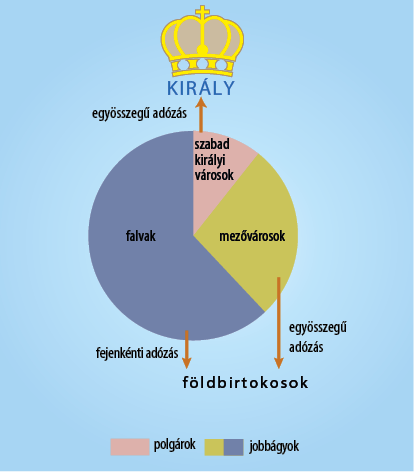 KIRÁLY
egyösszegű adózás
szabad
királyi
városok
falvak
mezővárosok
egyösszegű
adózás
fejenkénti adózás
földbirtokosok
polgárok
jobbágyok